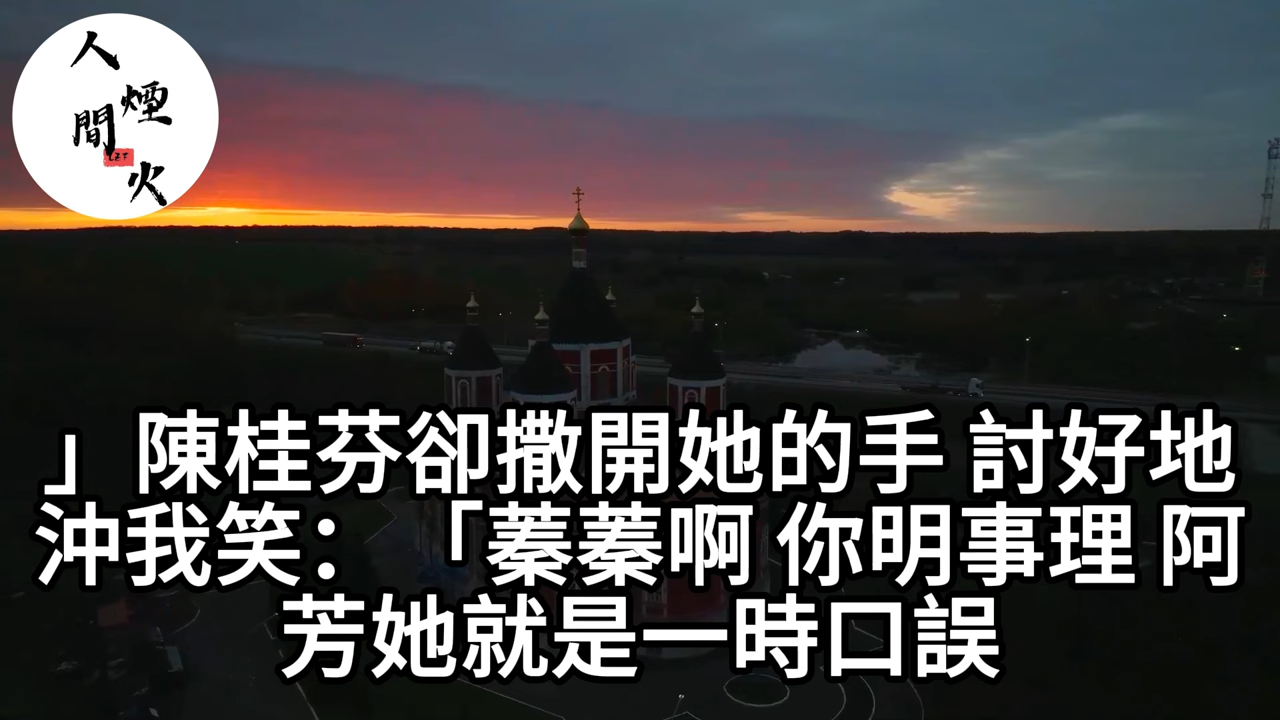 人間煙火
LZT
」 陳桂芬卻撒開她的手 討好地
沖我笑：「蓁蓁啊 你明事理 阿
芳她就是一時口誤